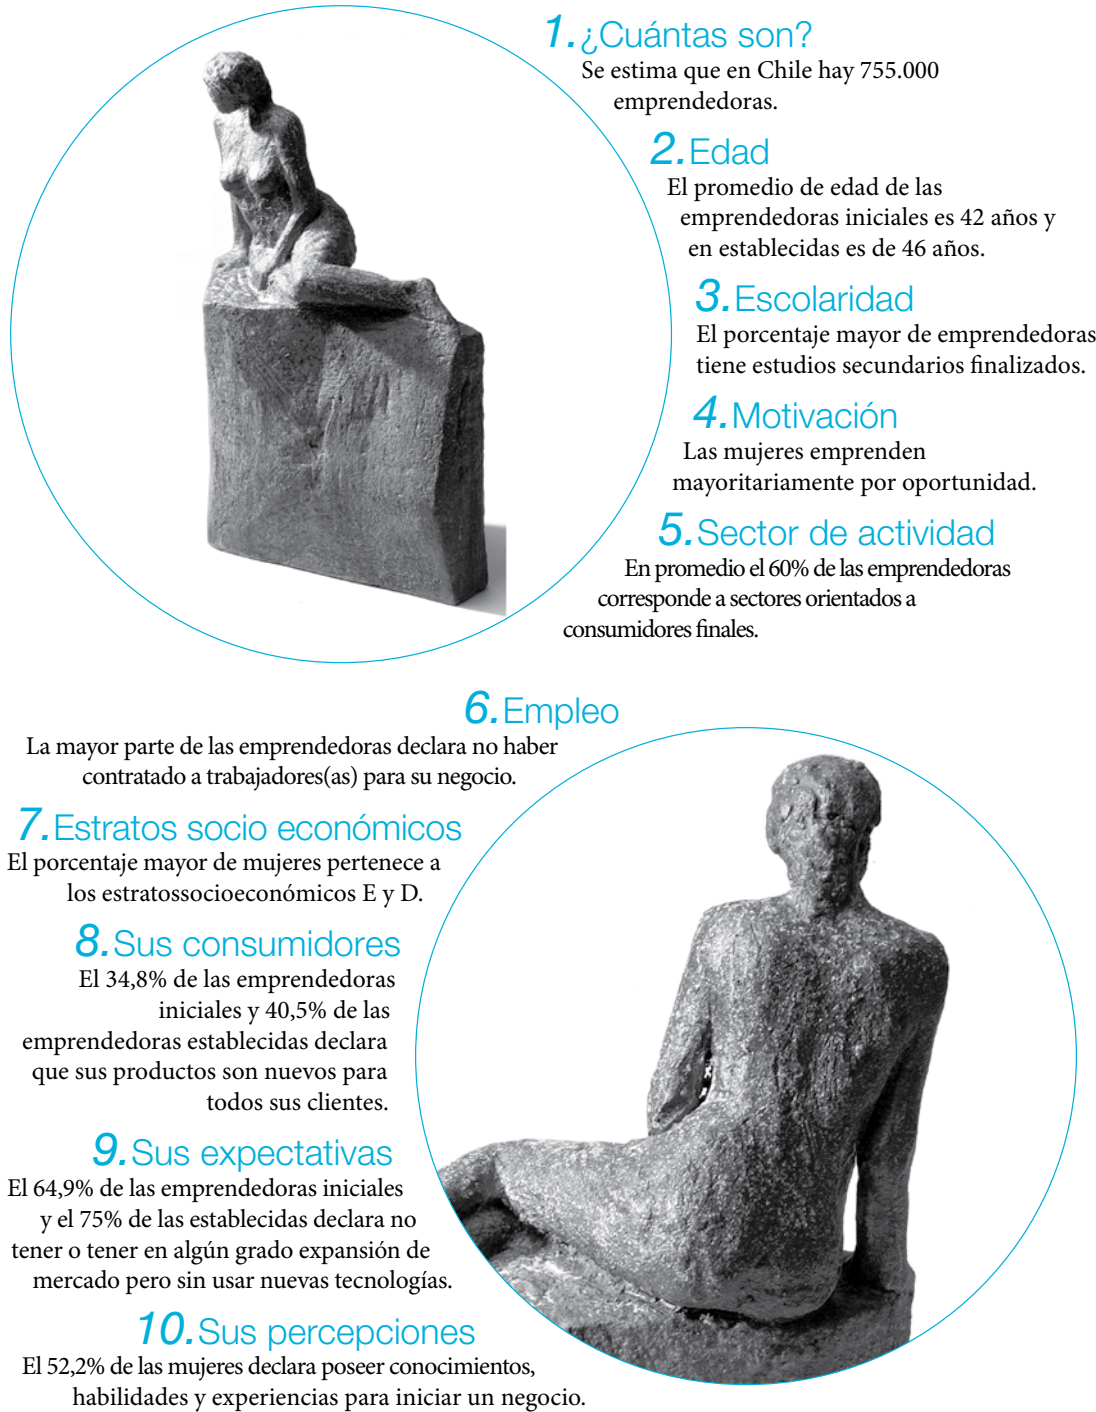 1.¿Cuántas son?
Se estima que en Chile hay 755.000
emprendedoras.
2.Edad
El promedio de edad de las
emprendedoras iniciales es 42 años y
en establecidas es de 46 años.
3.Escolaridad
El porcentaje mayor de emprendedoras
tiene estudios secundarios finalizados.
4.Motivación
Las mujeres emprenden
mayoritariamente por oportunidad.
5.Sector de actividad
En promedio el 60% de las emprendedoras
corresponde a sectores orientados a
consumidores finales.
6.Empleo
La mayor parte de las emprendedoras declara no haber
contratado a trabajadores(as) para su negocio.
7.Estratos socio económicos
El porcentaje mayor de mujeres pertenece a
los estratossocioeconómicos E y D.
8.Sus consumidores
El 34,8% de las emprendedoras
iniciales y 40,5% de las
emprendedoras establecidas declara
que sus productos son nuevos para
todos sus clientes.
9.Sus expectativas
El 64,9% de las emprendedoras iniciales
y el 75% de las establecidas declara no
tener o tener en algún grado expansión de
mercado pero sin usar nuevas tecnologías.
10.Sus percepciones
El 52,2% de las mujeres declara poseer conocimientos,
habilidades y experiencias para iniciar un negocio.